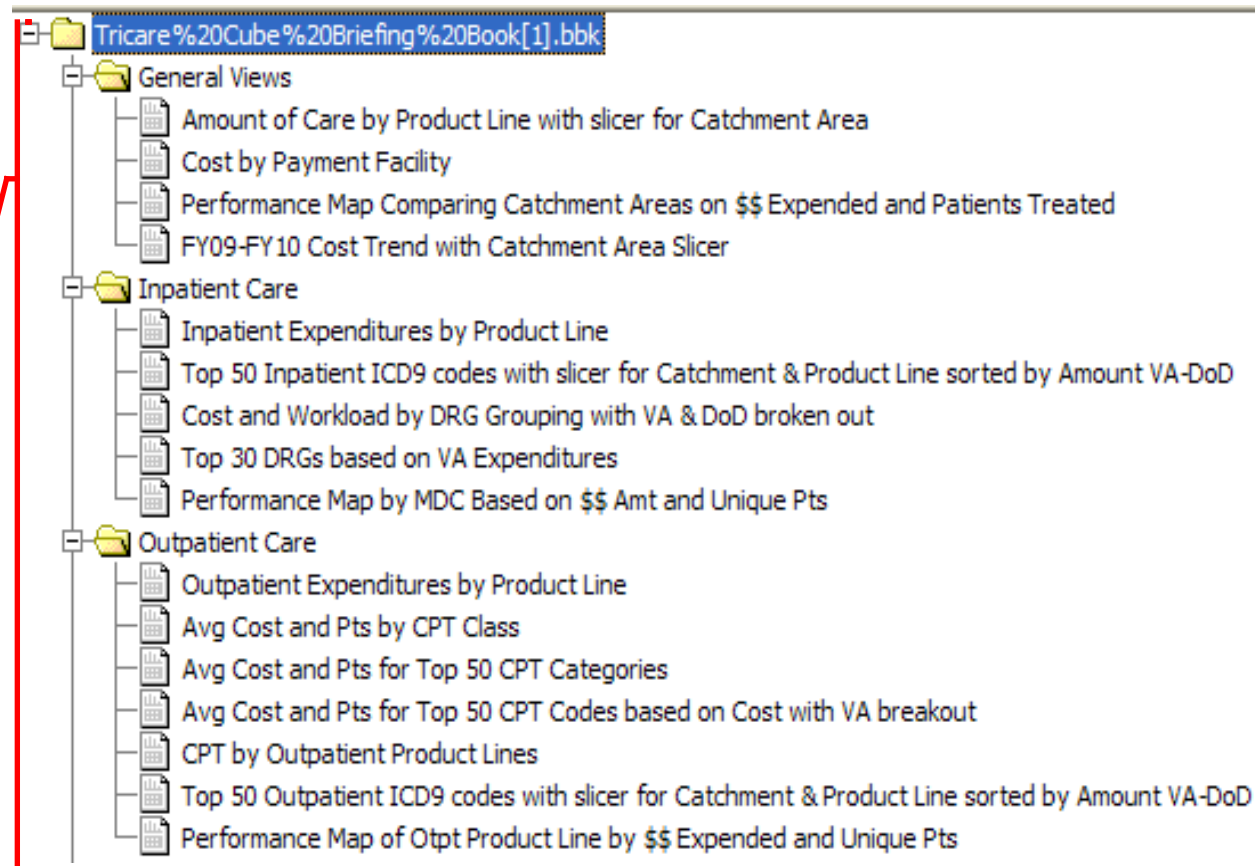 Tricare%20Cube%20Briefing%20Book[1].bbk
General Views
Amount of Care by Product Line with slicer for Catchment Area
Cost by Payment Facility
Performance Map Comparing Catchment Areas on $$ Expended and Patients Treated
FY09-FY10 Cost Trend with Catchment Area Slicer
Inpatient Care
Inpatient Expenditures by Product Line
Top 50 Inpatient ICD9 codes with slicer for Catchment & Product Line sorted by Amount VA-DoD
Cost and Workload by DRG Grouping with VA & DoD broken out
Top 30 DRGs based on VA Expenditures
Performance Map by MDC Based on $$ Amt and Unique Pts
Outpatient Care
Outpatient Expenditures by Product Line
Avg Cost and Pts by CPT Class
Avg Cost and Pts for Top 50 CPT Categories
Avg Cost and Pts for Top 50 CPT Codes based on Cost with VA breakout
CPT by Outpatient Product Lines
Top 50 Outpatient ICD9 codes with slicer for Catchment & Product Line sorted by Amount VA-DoD
Performance Map of Otpt Product Line by $$ Expended and Unique Pts